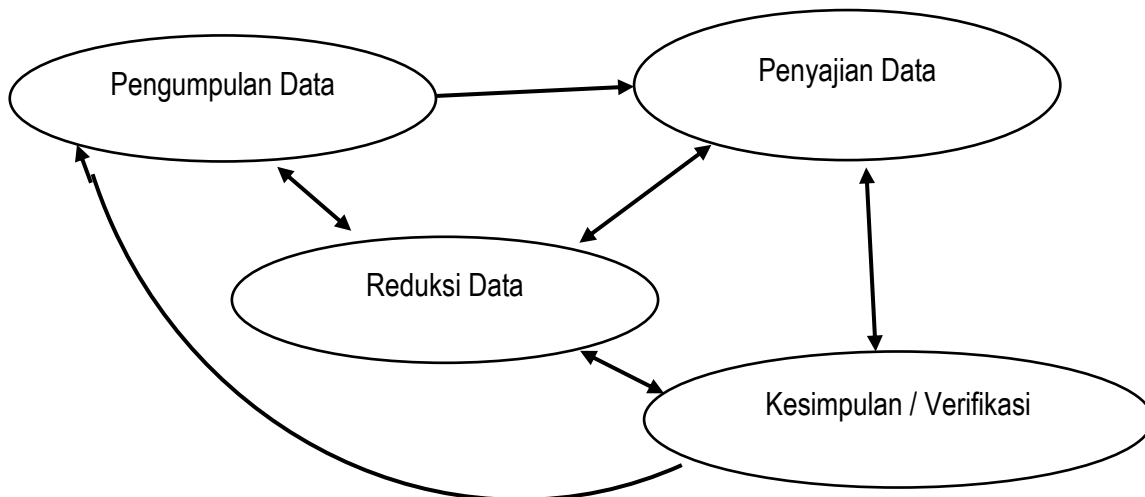 Pengumpulan Data
Penyajian Data
Reduksi Data
Kesimpulan / Verifikasi